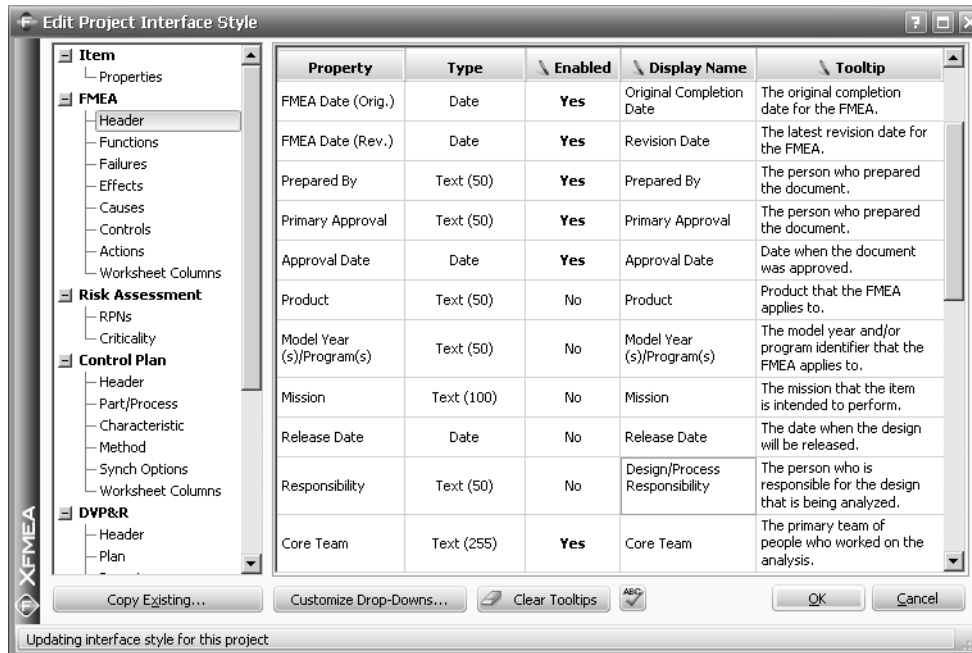 Edit Project Interface Style
Item
Properties
FMEA
Header
Functions
Failures
Effects
Causes
Controls
Actions
Worksheet Columns
Risk Assessment
RPNs
Criticality
Control Plan
Header
Part/Process
Characteristic
Method
Synch Options
Worksheet Columns
DVP&R
Header
Plan
Property Type Enabled Display Name Tooltip
FMEA Date (Orig.) Date Yes Original Completion
Date
The original completion
date for the FMEA.
FMEA Date (Rev.) Date Yes Revision Date
The latest revision date for
the FMEA.
Prepared By Text (50) Yes Prepared By
The person who prepared
the document.
Primary Approval Text (50) Yes Primary Approval
The person who prepared
the document.
Approval Date Date Yes Approval Date
Date when the document
was approved.
Product Text (50) No Product
Product that the FMEA
applies to.
Model Year
(s)/Program(s)
Text (50) No
Model Year
(s)/Program(s)
The model year and/or
program identifier that the
FMEA applies to.
Mission Text (100) No Mission
The mission that the item
is intended to perform.
Release Date Date No Release Date
The date when the design
will be released.
Responsibility Text (50) No
Design/Process
Responsibility
The person who is
responsible for the design
that is being analyzed.
Core Team Text (255) Yes Core Team
The primary team of
people who worked on the
analysis.
XFMEA
Copy Existing... Customize Drop-Downs... Clear Tooltips ABC OK Cancel
Updating interface style for this project